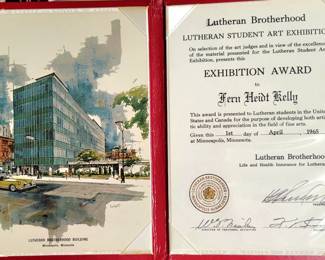 LUTHERAN BROTHERHOOD BUILDING
Minneapolis, Minnesota
Lutheran Brotherhood
LUTHERAN STUDENT ART EXHIBITION
On selection of the art judges and in view of the excellence
of the material presented for the Lutheran Student Art
Exhibition, presents this
EXHIBITION AWARD
to
Fern Heidt Kelly
This award is presented to Lutheran students in the United
States and Canada for the purpose of developing both artis-
tic ability and appreciation in the field of fine arts.
Given this 1st day of April 1965
at Minneapolis, Minnesota.
Lutheran Brotherhood
Life and Health Insurance for Lutherans